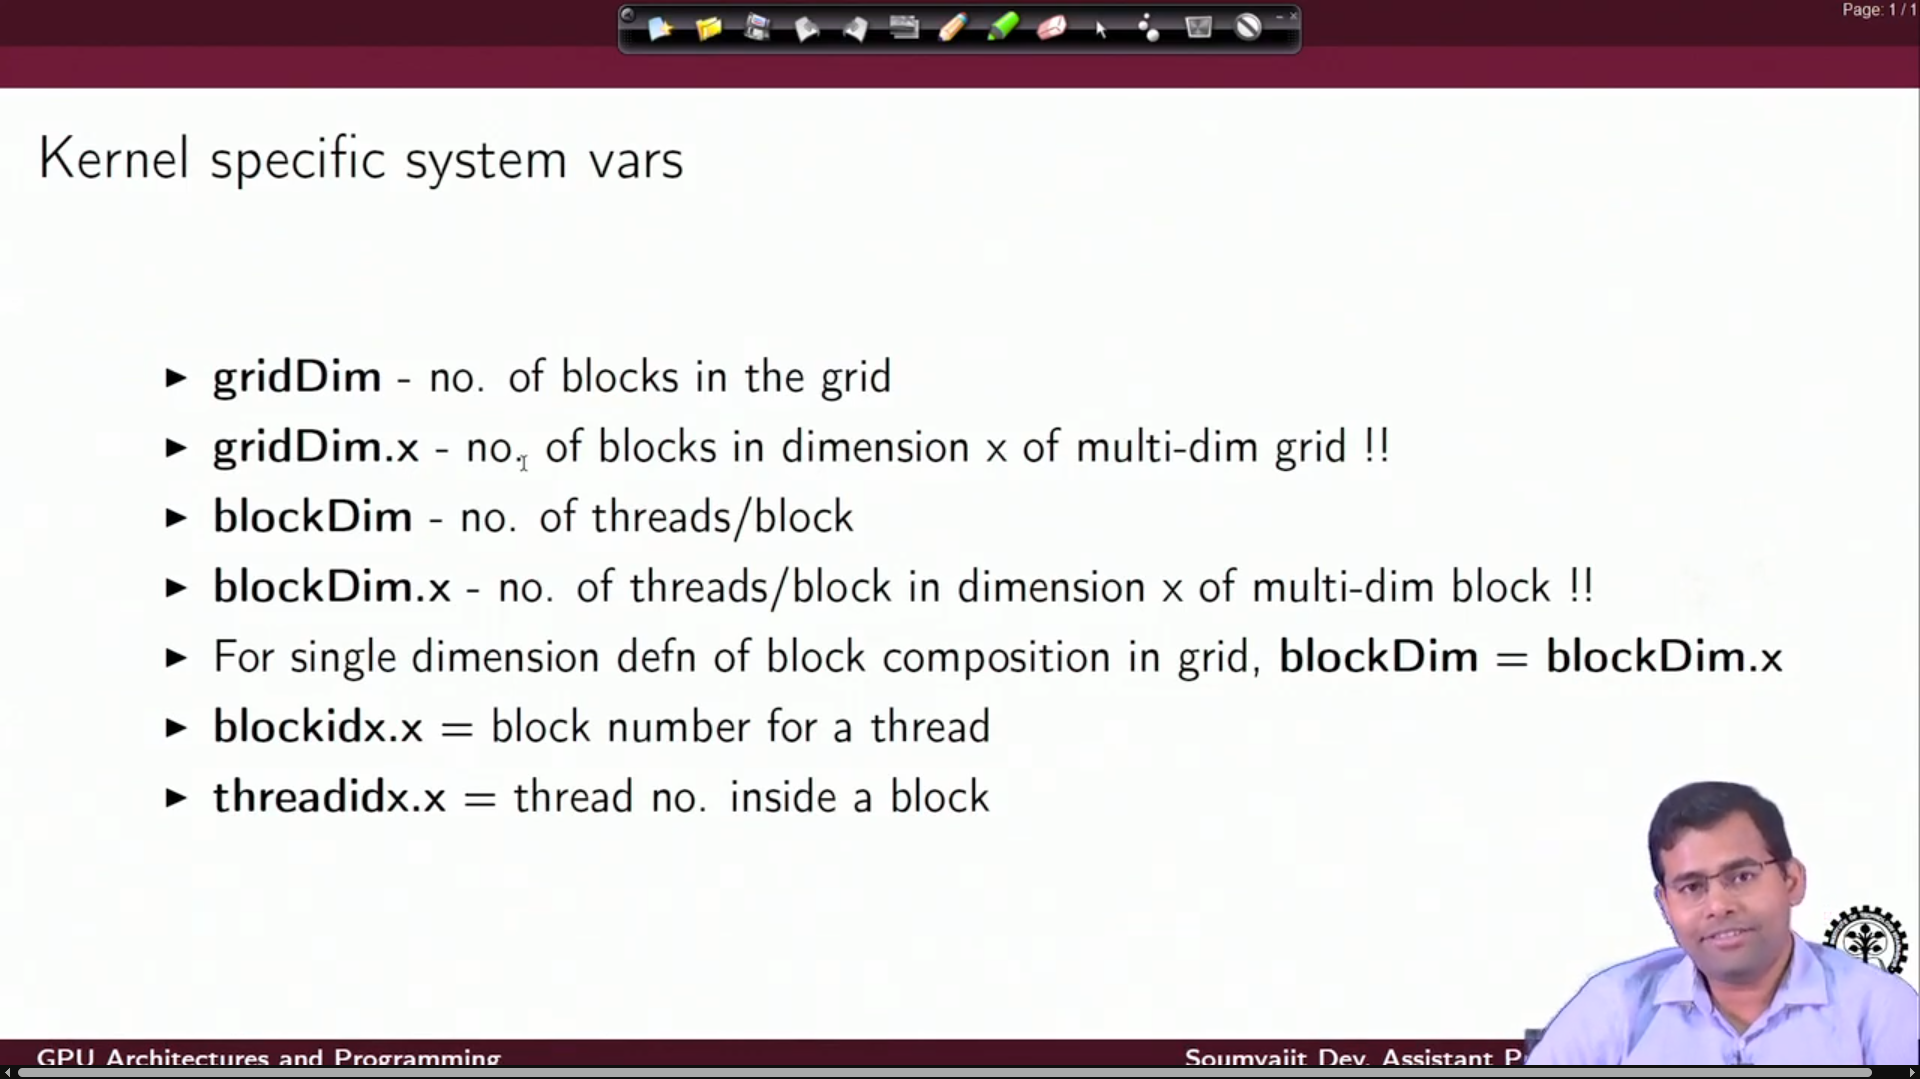 Page: 1 / 1
Kernel specific system vars
▶ gridDim - no. of blocks in the grid
▶ gridDim.x - no. of blocks in dimension x of multi-dim grid !!
▶ blockDim - no. of threads/block
▶ blockDim.x - no. of threads/block in dimension x of multi-dim block !!
▶ For single dimension defn of block composition in grid, blockDim = blockDim.x
▶ blockidx.x = block number for a thread
▶ threadidx.x = thread no. inside a block
GPU Architectures and Programming
Soumyajit Dey, Assistant